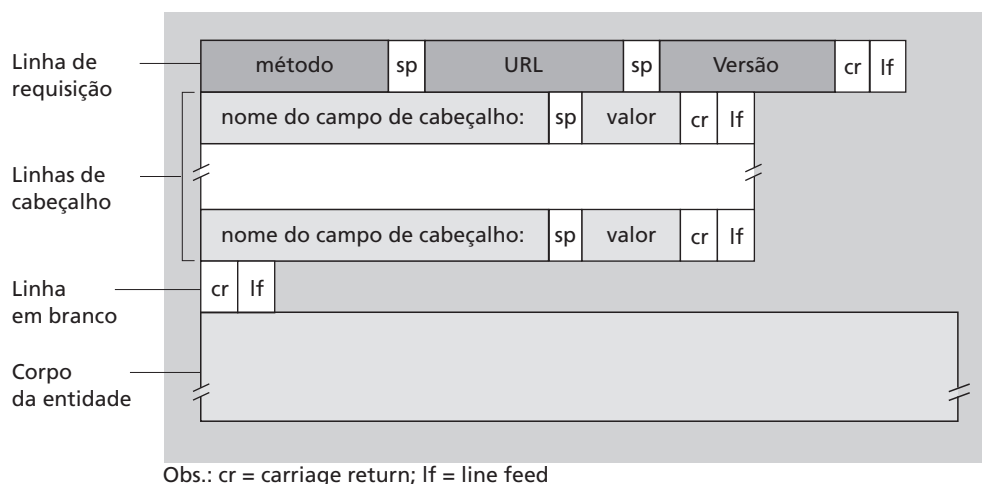 Linha de
requisição
método sp URL sp Versão cr lf
nome do campo de cabeçalho: sp valor cr lf
Linhas de
cabeçalho
nome do campo de cabeçalho: sp valor cr lf
Linha
em branco
cr lf
Corpo
da entidade
Obs.: cr = carriage return; lf = line feed